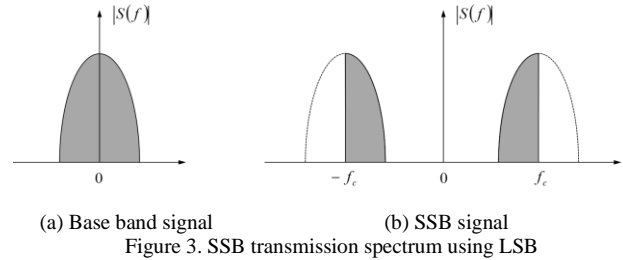 |S(f)|
|S(f)|
0
− f_c
0
f_c
(a) Base band signal
(b) SSB signal
Figure 3. SSB transmission spectrum using LSB